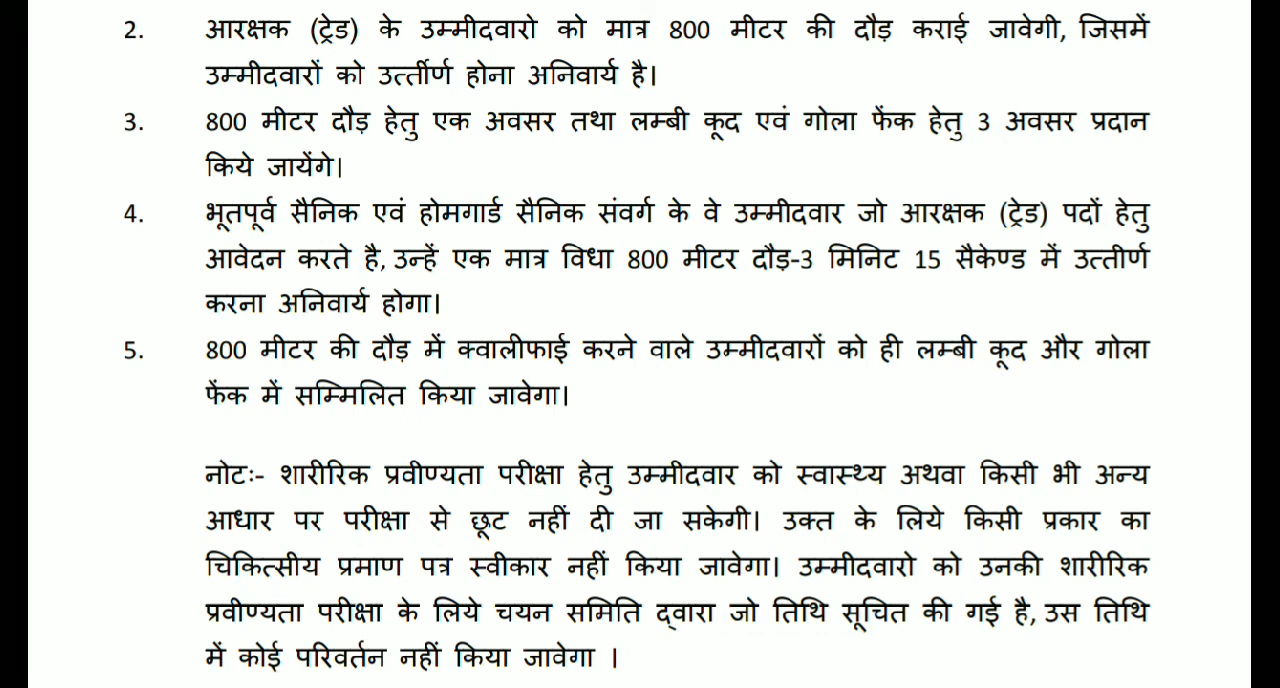 2. आरक्षक (ट्रेड) के उम्मीदवारो को मात्र 800 मीटर की दौड़ कराई जावेगी, जिसमें
उम्मीदवारों को उर्त्तीर्ण होना अनिवार्य है।
3. 800 मीटर दौड़ हेतु एक अवसर तथा लम्बी कूद एवं गोला फेंक हेतु 3 अवसर प्रदान
किये जायेंगे।
4. भूतपूर्व सैनिक एवं होमगार्ड सैनिक संवर्ग के वे उम्मीदवार जो आरक्षक (ट्रेड) पदों हेतु
आवेदन करते है, उन्हें एक मात्र विधा 800 मीटर दौड़-3 मिनिट 15 सैकेण्ड में उत्तीर्ण
करना अनिवार्य होगा।
5. 800 मीटर की दौड़ में क्वालीफाई करने वाले उम्मीदवारों को ही लम्बी कूद और गोला
फेंक में सम्मिलित किया जावेगा।
नोटः- शारीरिक प्रवीण्यता परीक्षा हेतु उम्मीदवार को स्वास्थ्य अथवा किसी भी अन्य
आधार पर परीक्षा से छूट नहीं दी जा सकेगी। उक्त के लिये किसी प्रकार का
चिकित्सीय प्रमाण पत्र स्वीकार नहीं किया जावेगा। उम्मीदवारो को उनकी शारीरिक
प्रवीण्यता परीक्षा के लिये चयन समिति द्वारा जो तिथि सूचित की गई है, उस तिथि
में कोई परिवर्तन नहीं किया जावेगा ।